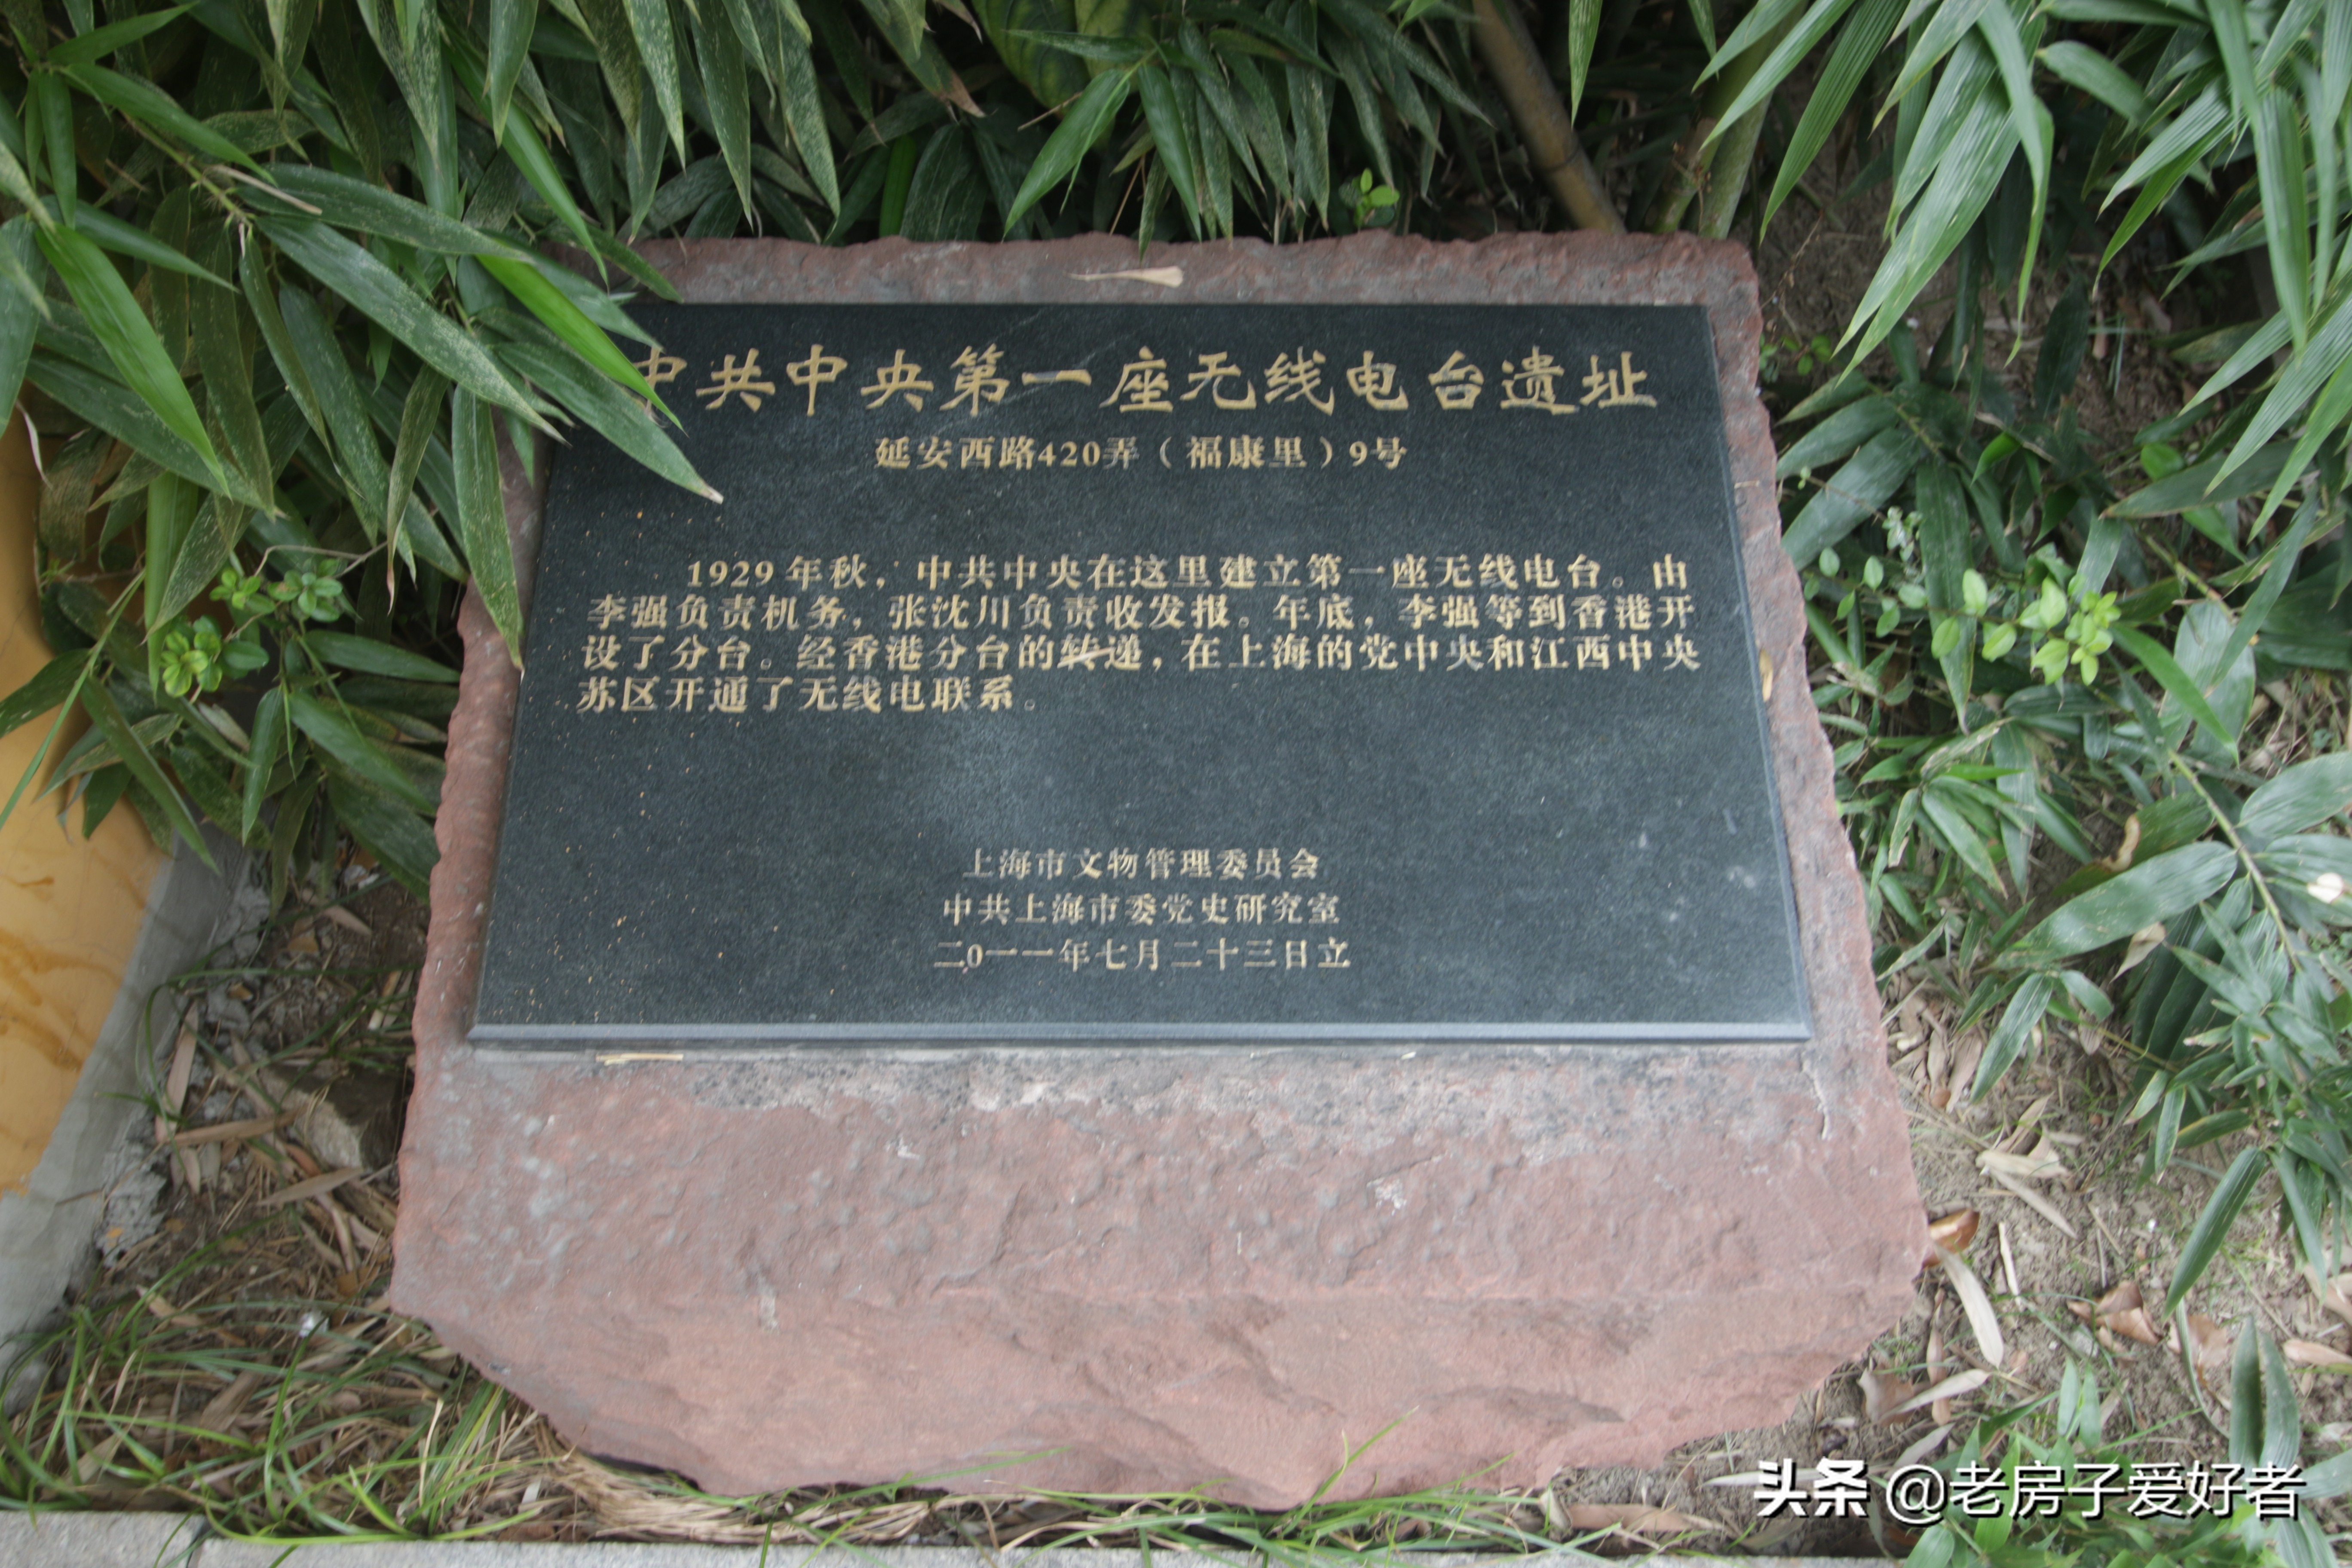 中共中央第一座无线电台遗址
延安西路420弄（福康里）9号
1929年秋，中共中央在这里建立第一座无线电台。由
李强负责机务，张沈川负责收发报。年底，李强等到香港开
设了分台。经香港分台的转递，在上海的党中央和江西中央
苏区开通了无线电联系。
上海市文物管理委员会
中共上海市委党史研究室
二0一一年七月二十三日立
头条 @老房子爱好者